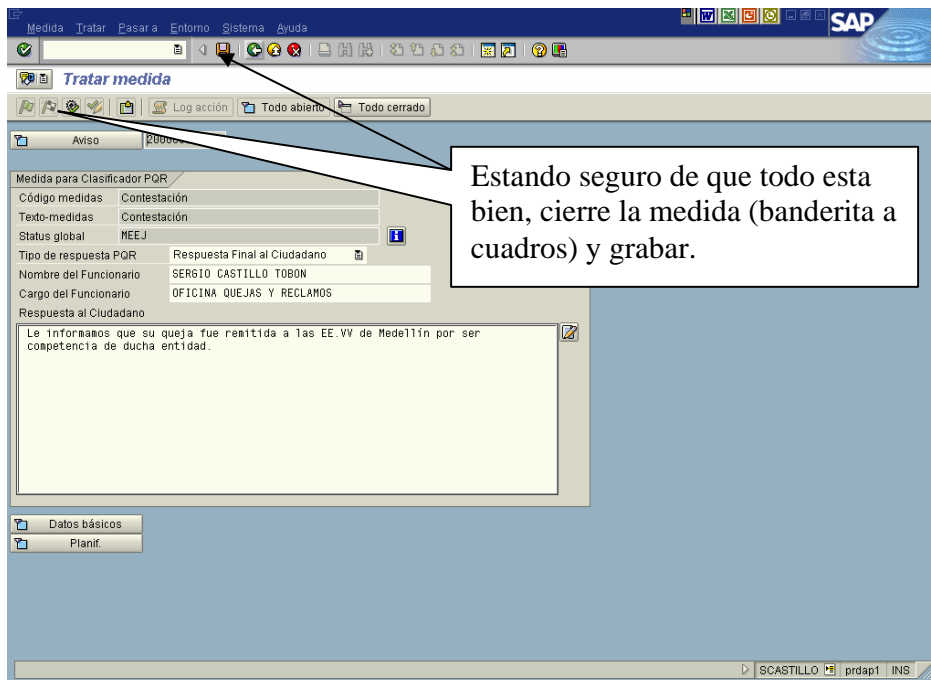 Medida Tratar Pasar a Entorno Sistema Ayuda
SAP
Tratar medida
Log acción Todo abierto Todo cerrado
Aviso
Estando seguro de que todo esta
bien, cierre la medida (banderita a
cuadros) y grabar.
Medida para Clasificador PQR
Código medidas Contestación
Texto-medidas Contestación
Status global MEEJ
Tipo de respuesta PQR Respuesta Final al Ciudadano
Nombre del Funcionario SERGIO CASTILLO TOBON
Cargo del Funcionario OFICINA QUEJAS Y RECLAMOS
Respuesta al Ciudadano
Le informamos que su queja fue remitida a las EE.VV de Medellín por ser
competencia de ducha entidad.
Datos básicos
Planif.
SCASTILLO prdap1 INS